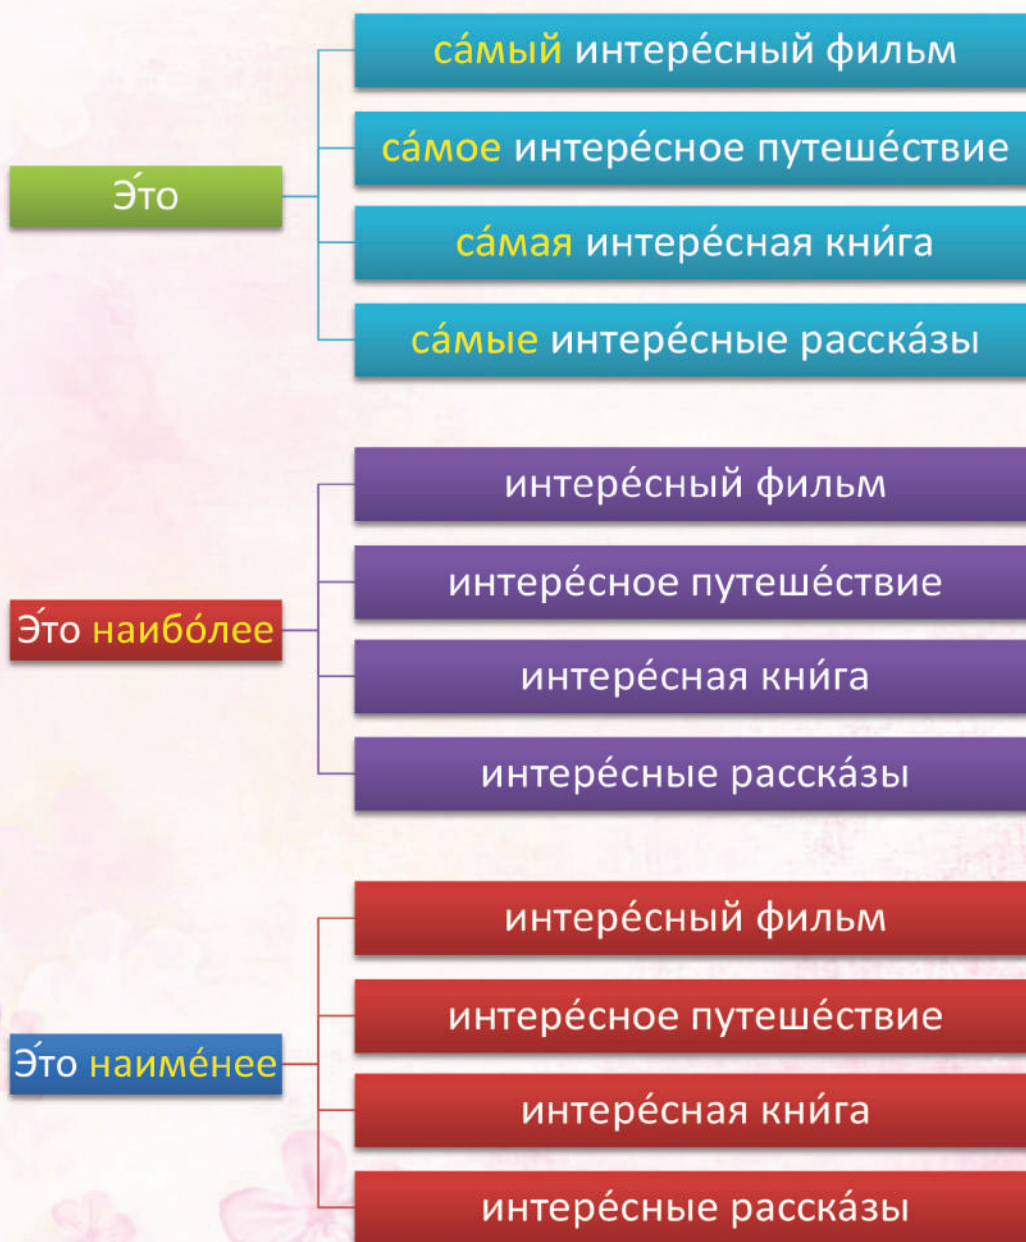 Э́то
са́мый интере́сный фильм
са́мое интере́сное путеше́ствие
са́мая интере́сная кни́га
са́мые интере́сные расска́зы
Э́то наибо́лее
интере́сный фильм
интере́сное путеше́ствие
интере́сная кни́га
интере́сные расска́зы
Э́то наиме́нее
интере́сный фильм
интере́сное путеше́ствие
интере́сная кни́га
интере́сные расска́зы